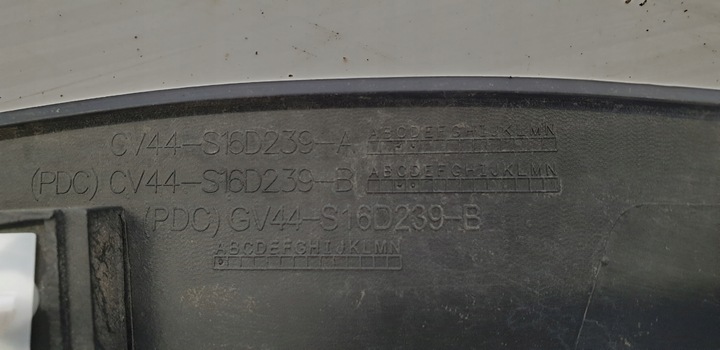 CV44-S16D239-A ABCDEFGHIJKLMN
(PDC) CV44-S16D239-B ABCDEFGHIJKLMN
(PDC) GV44-S16D239-B
ABCDEFGHIJKLMN